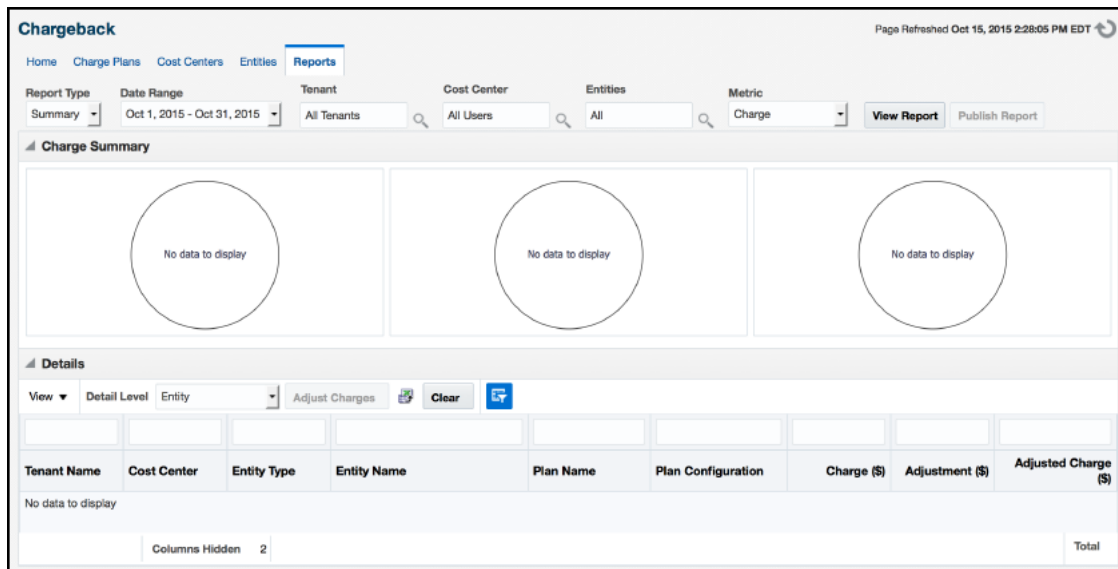 Chargeback
Page Refreshed Oct 15, 2015 2:28:05 PM EDT
Home Charge Plans Cost Centers Entities Reports
Report Type Date Range Tenant Cost Center Entities Metric
Summary Oct 1, 2015 - Oct 31, 2015 All Tenants All Users All Charge View Report Publish Report
Charge Summary
No data to display No data to display No data to display
Details
View Detail Level Entity Adjust Charges Clear
Tenant Name Cost Center Entity Type Entity Name Plan Name Plan Configuration Charge ($) Adjustment ($) Adjusted Charge
($)
No data to display
Columns Hidden 2 Total